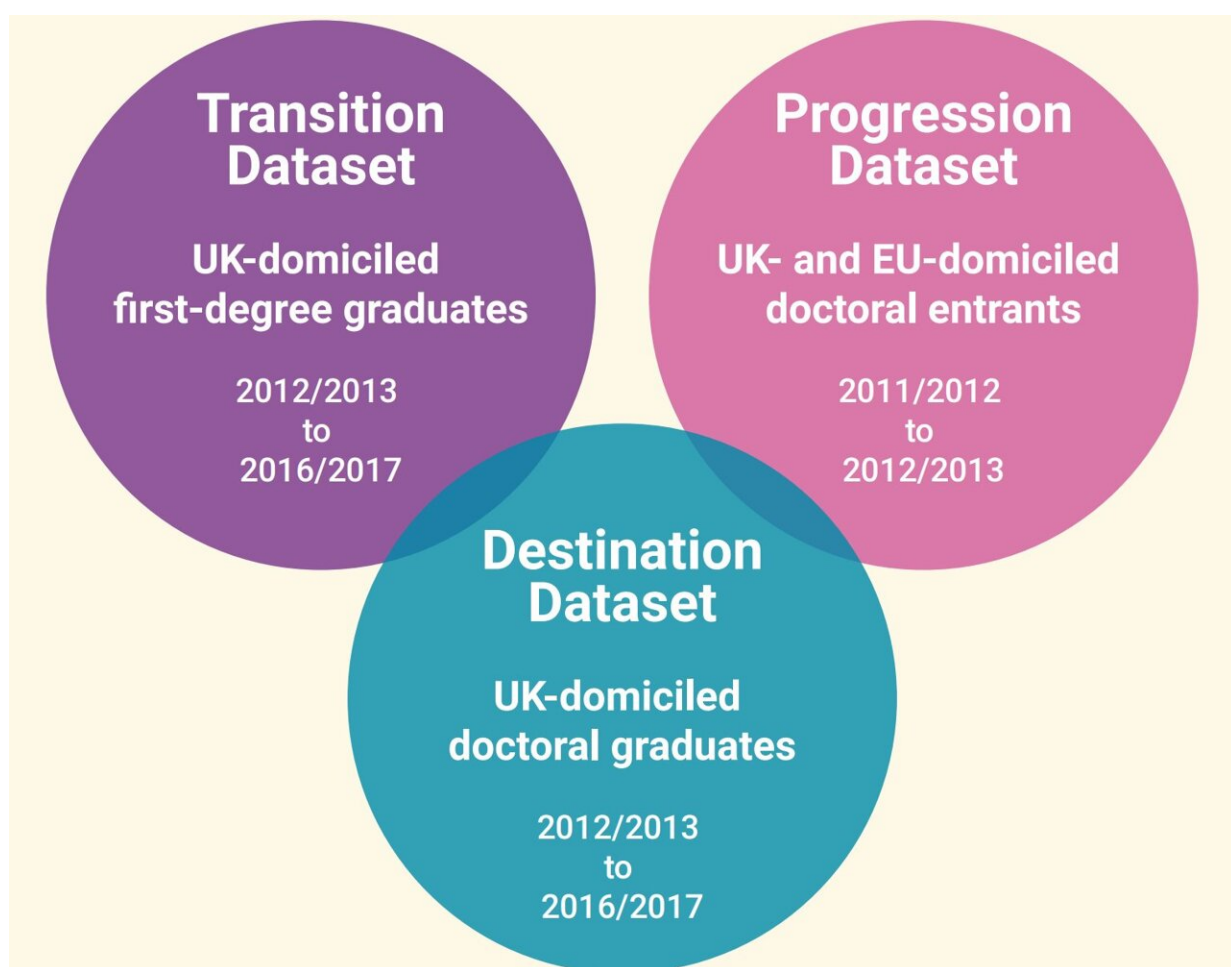 Transition
Dataset
UK-domiciled
first-degree graduates
2012/2013
to
2016/2017
Progression
Dataset
UK- and EU-domiciled
doctoral entrants
2011/2012
to
2012/2013
Destination
Dataset
UK-domiciled
doctoral graduates
2012/2013
to
2016/2017